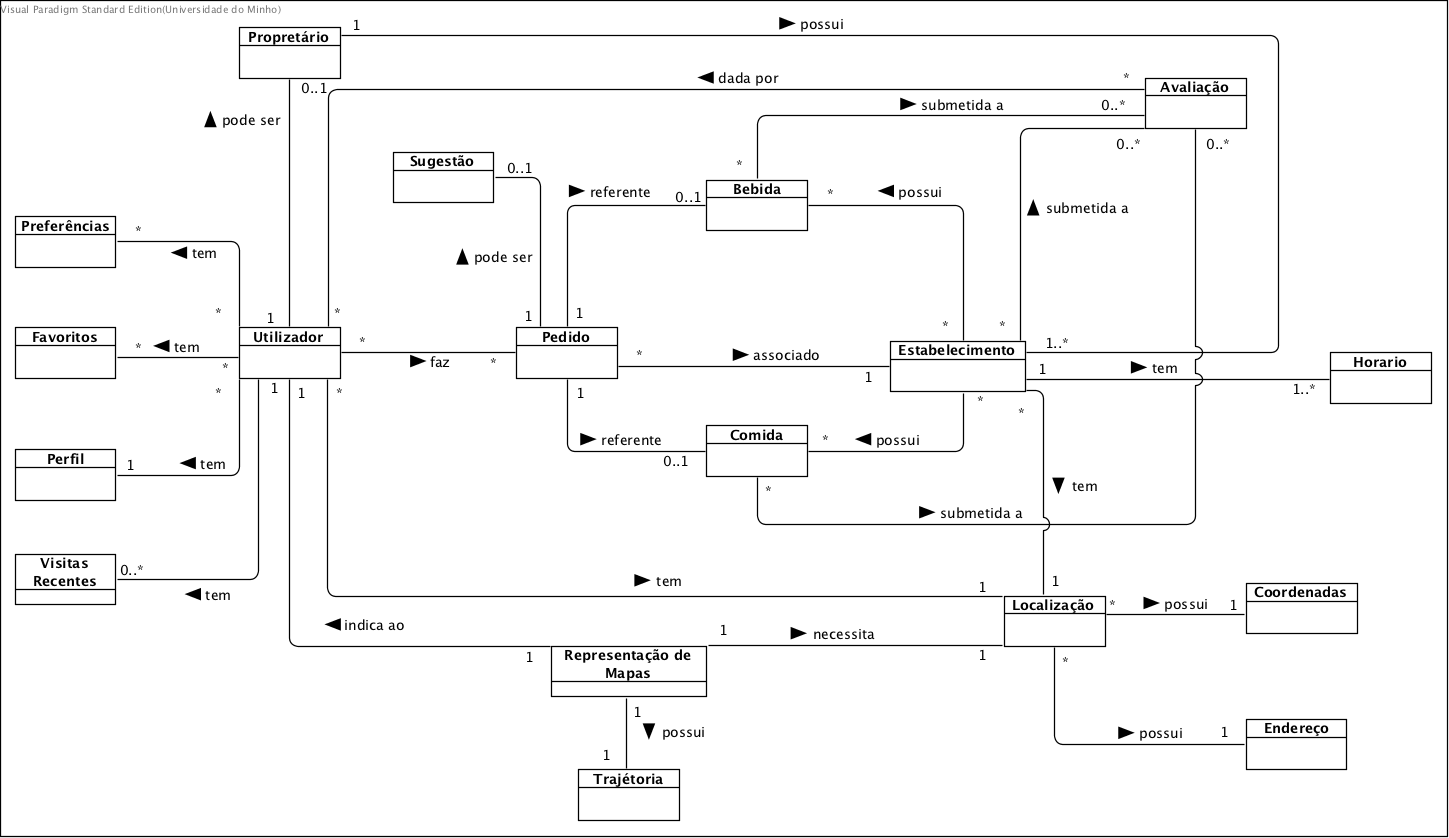 Visual Paradigm Standard Edition(Universidade do Minho)
1
possui
Propretário
0..1
dada por
*
Avaliação
submetida a
0..*
pode ser
0..*
0..*
Sugestão
0..1
*
Bebida
referente
0..1
*
possui
submetida a
Preferências
*
tem
pode ser
*
1
*
1
1
*
*
Favoritos
*
tem
Utilizador
*
*
faz
*
Pedido
*
associado
1
Estabelecimento
1..*
1
tem
1..*
Horario
*
1
1
*
1
*
*
Perfil
1
tem
referente
0..1
Comida
*
possui
*
submetida a
tem
Visitas
Recentes
0..*
tem
tem
1
1
Localização
*
possui
1
Coordenadas
indica ao
1
1
necessita
1
*
Representação de
Mapas
1
possui
1
Trajétoria
possui
1
Endereço